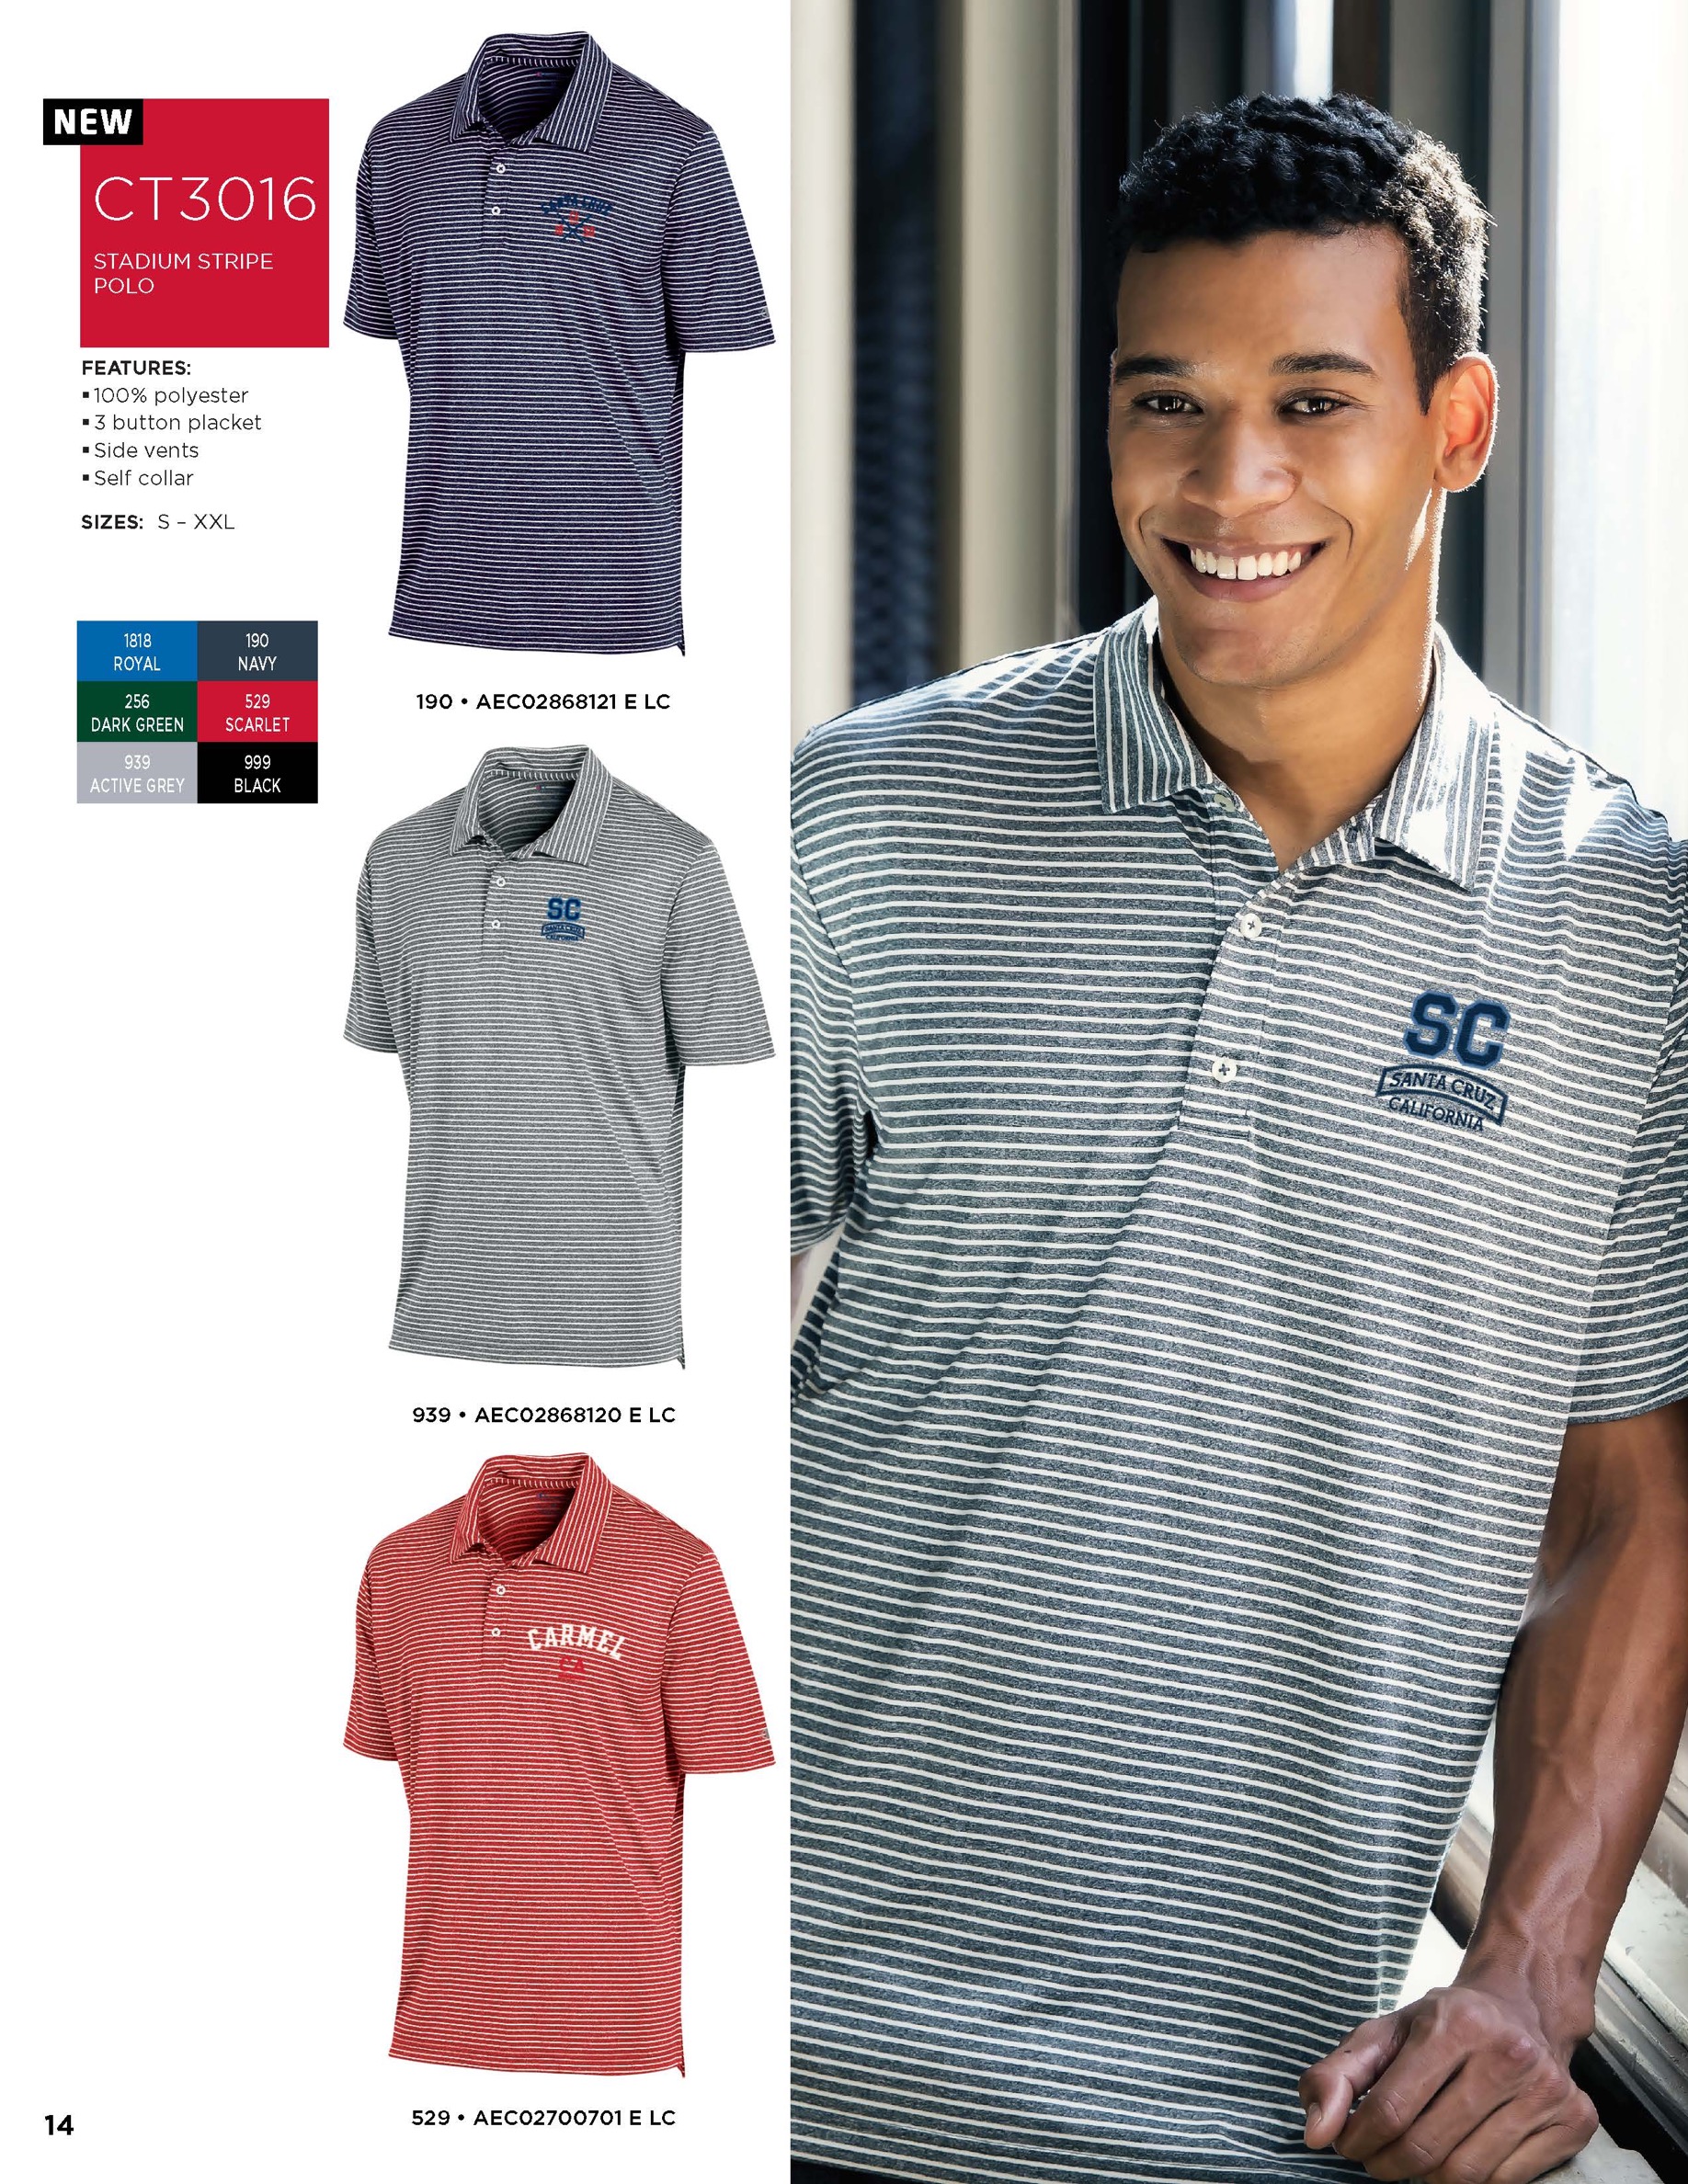 NEW
CT3016
STADIUM STRIPE
POLO
FEATURES:
▪ 100% polyester
▪ 3 button placket
▪ Side vents
▪ Self collar
SIZES: S – XXL
1818
ROYAL
190
NAVY
256
DARK GREEN
529
SCARLET
939
ACTIVE GREY
999
BLACK
SANTA CRUZ
190 • AEC02868121 E LC
SC
SANTA CRUZ
CALIFORNIA
939 • AEC02868120 E LC
CARMEL
CA
529 • AEC02700701 E LC
SC
SANTA CRUZ
CALIFORNIA
14